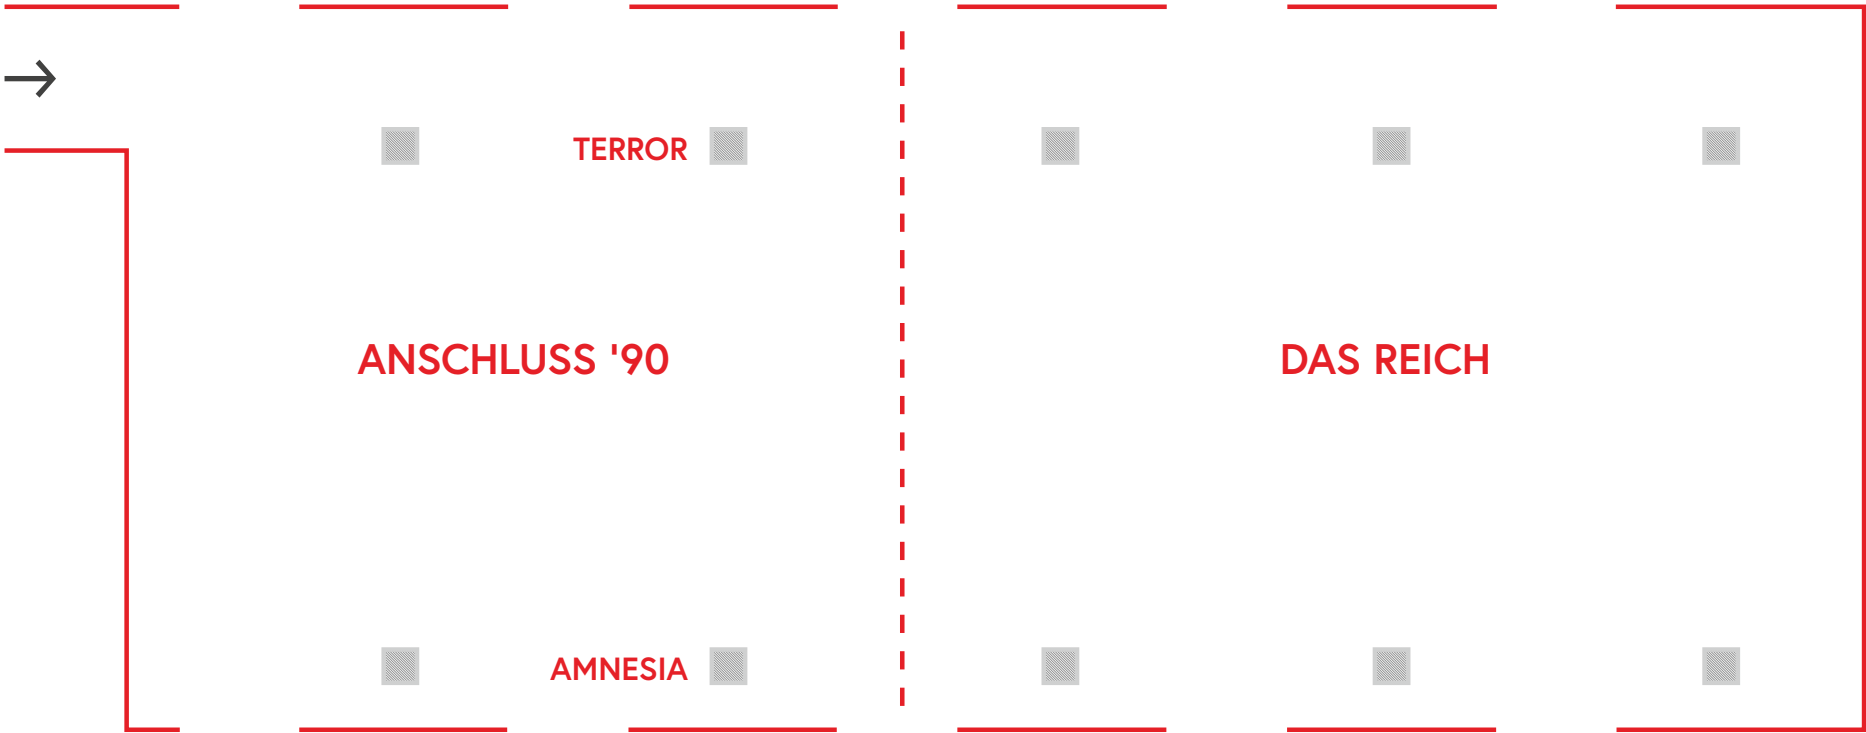 TERROR
ANSCHLUSS '90
DAS REICH
AMNESIA